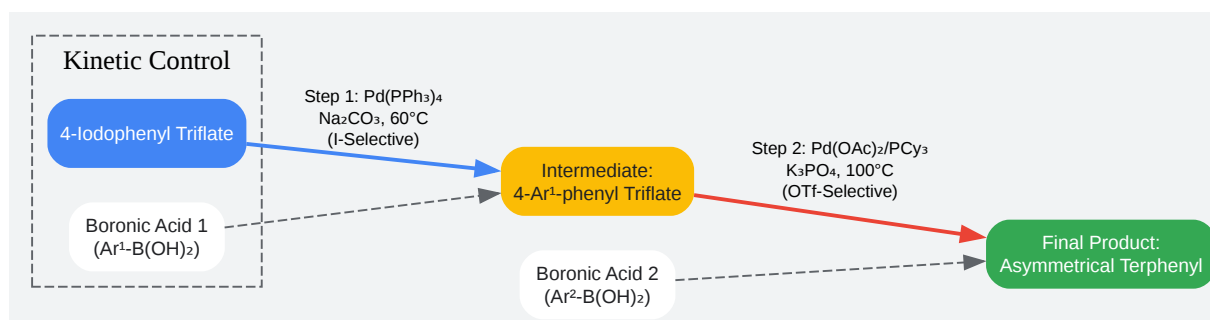 Kinetic Control
4-Iodophenyl Triflate
Boronic Acid 1
(Ar¹-B(OH)₂)
Step 1: Pd(PPh₃)₄
Na₂CO₃, 60°C
(I-Selective)
Intermediate:
4-Ar¹-phenyl Triflate
Step 2: Pd(OAc)₂/PCy₃
K₃PO₄, 100°C
(OTf-Selective)
Boronic Acid 2
(Ar²-B(OH)₂)
Final Product:
Asymmetrical Terphenyl